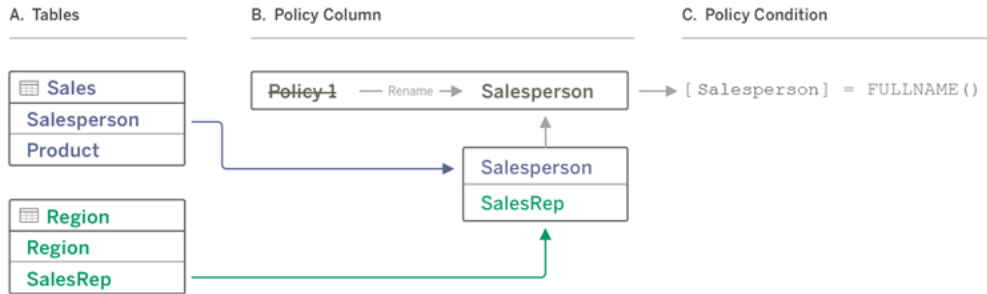 A. Tables
B. Policy Column
C. Policy Condition
Sales
Salesperson
Product
Region
Region
SalesRep
Policy 1
Rename
Salesperson
Salesperson
SalesRep
[Salesperson] = FULLNAME()